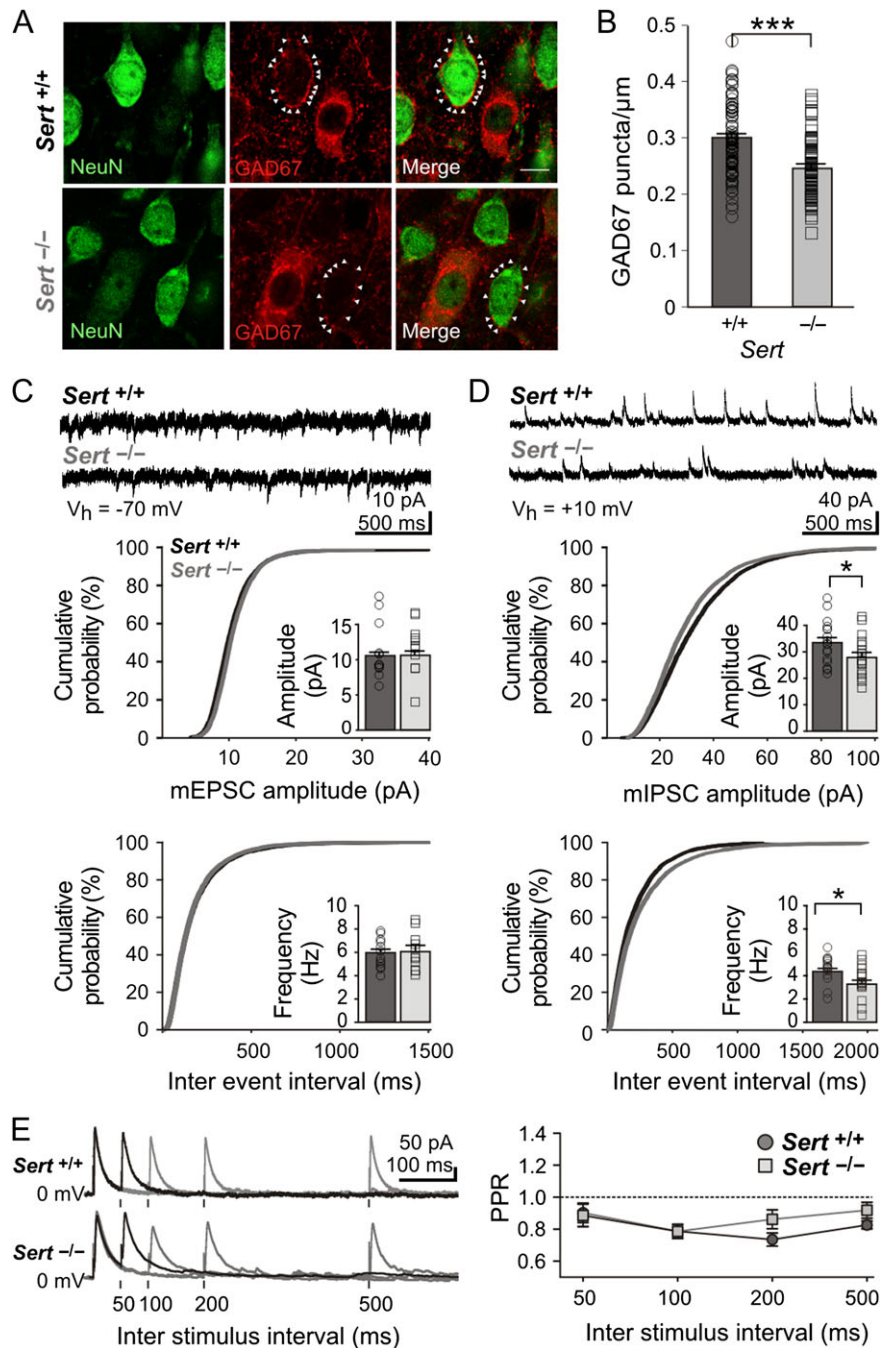 A
Sert +/+
NeuN
GAD67
Merge
Sert –/–
NeuN
GAD67
Merge
B
***
GAD67 puncta/µm
0.5
0.4
0.3
0.2
0.1
0
+/+
–/–
Sert
C
Sert +/+
Sert –/–
Vh = -70 mV
10 pA
500 ms
Cumulative
probability (%)
100
80
60
40
20
0
Sert +/+
Sert –/–
Amplitude
(pA)
15
10
5
0
10
20
30
40
mEPSC amplitude (pA)
Cumulative
probability (%)
100
80
60
40
20
0
Frequency
(Hz)
10
8
6
4
2
0
500
1000
1500
Inter event interval (ms)
D
Sert +/+
Sert –/–
Vh = +10 mV
40 pA
500 ms
Cumulative
probability (%)
100
80
60
40
20
0
*
Amplitude
(pA)
40
30
20
10
0
20
40
60
80
100
mIPSC amplitude (pA)
Cumulative
probability (%)
100
80
60
40
20
0
*
Frequency
(Hz)
10
8
6
4
2
0
500
1000
1500
2000
Inter event interval (ms)
E
Sert +/+
0 mV
50 pA
100 ms
Sert –/–
0 mV
50
100
200
500
Inter stimulus interval (ms)
PPR
1.4
1.2
1.0
0.8
0.6
Sert +/+
Sert –/–
50
100
200
500
Inter stimulus interval (ms)